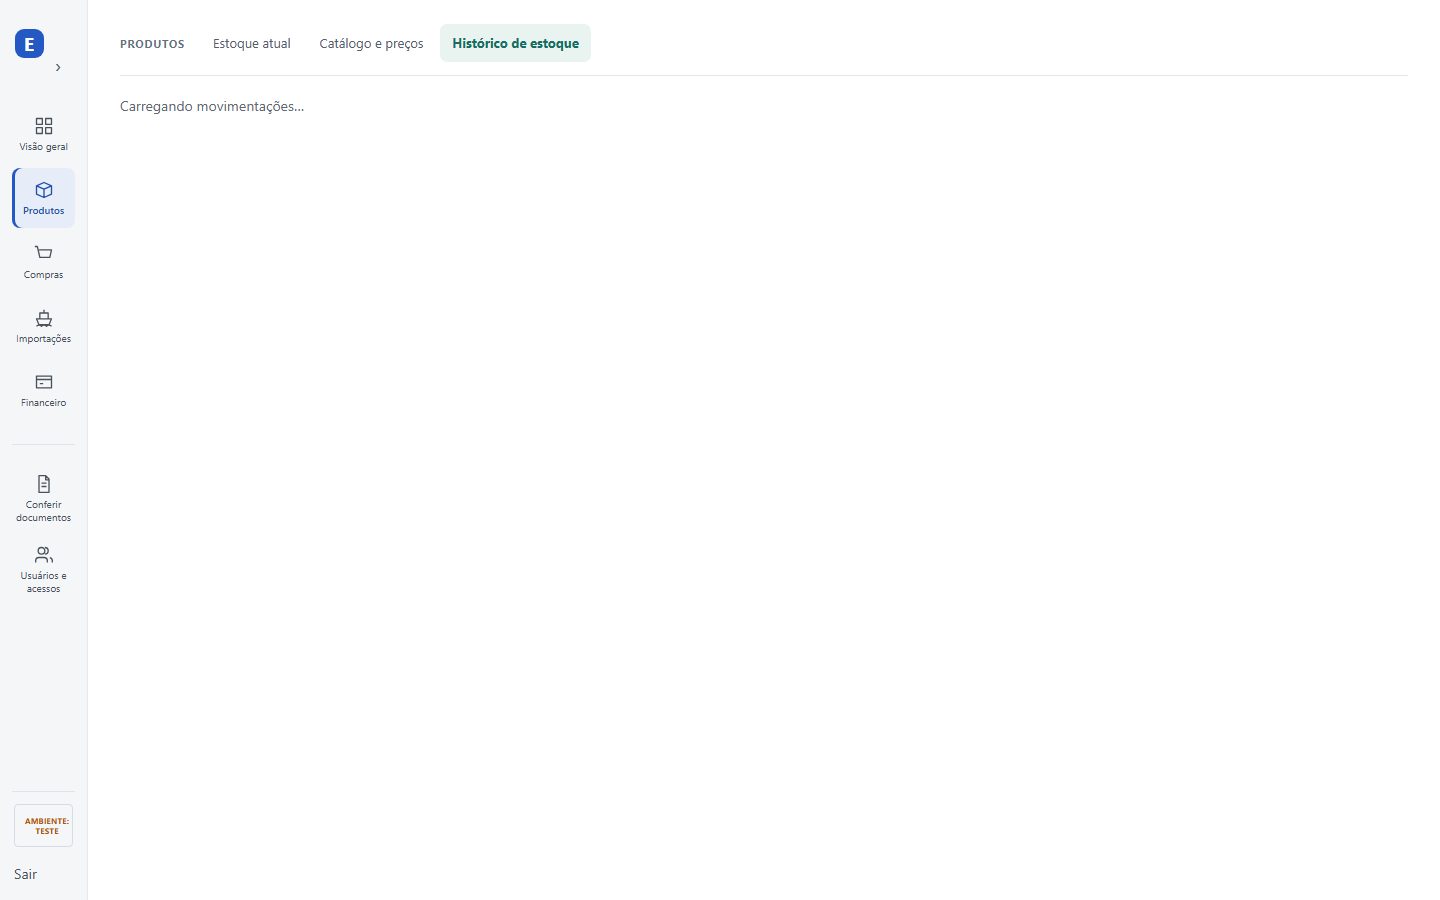 E
PRODUTOS
Estoque atual
Catálogo e preços
Histórico de estoque
Carregando movimentações...
Visão geral
Produtos
Compras
Importações
Financeiro
Conferir
documentos
Usuários e
acessos
AMBIENTE:
TESTE
Sair